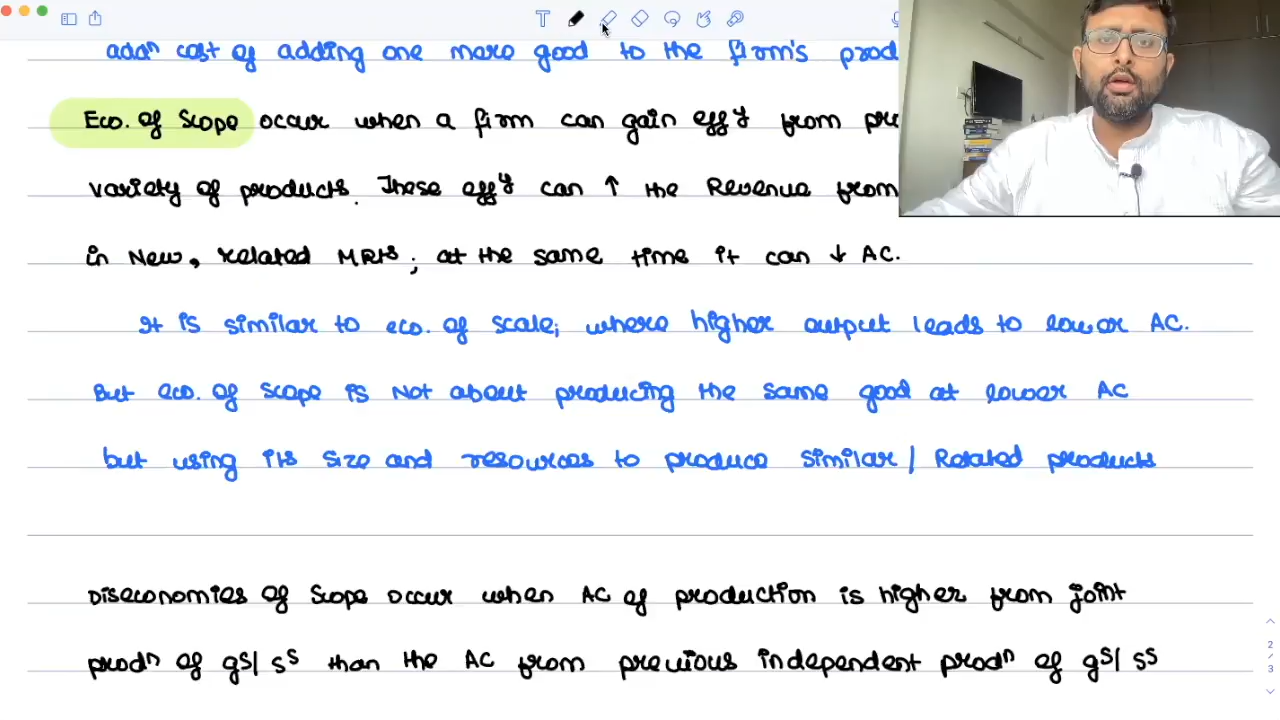 addn cost of adding one more good to the firm's prod
Eco. of Scope occur when a firm can gain effy from pro
variety of products. These effy can ↑ the Revenue from
in New, related MRKts; at the same time it can ↓ AC.
It is similar to eco. of scale; where higher output leads to lower AC.
But eco. of scope is Not about producing the same good at lower AC
but using its size and resources to produce similar/ Related products
Diseconomies of Scope occur when AC of production is higher from joint
prodn of gs/ ss than the AC from previous independent prodn of gs/ ss
2
/
3